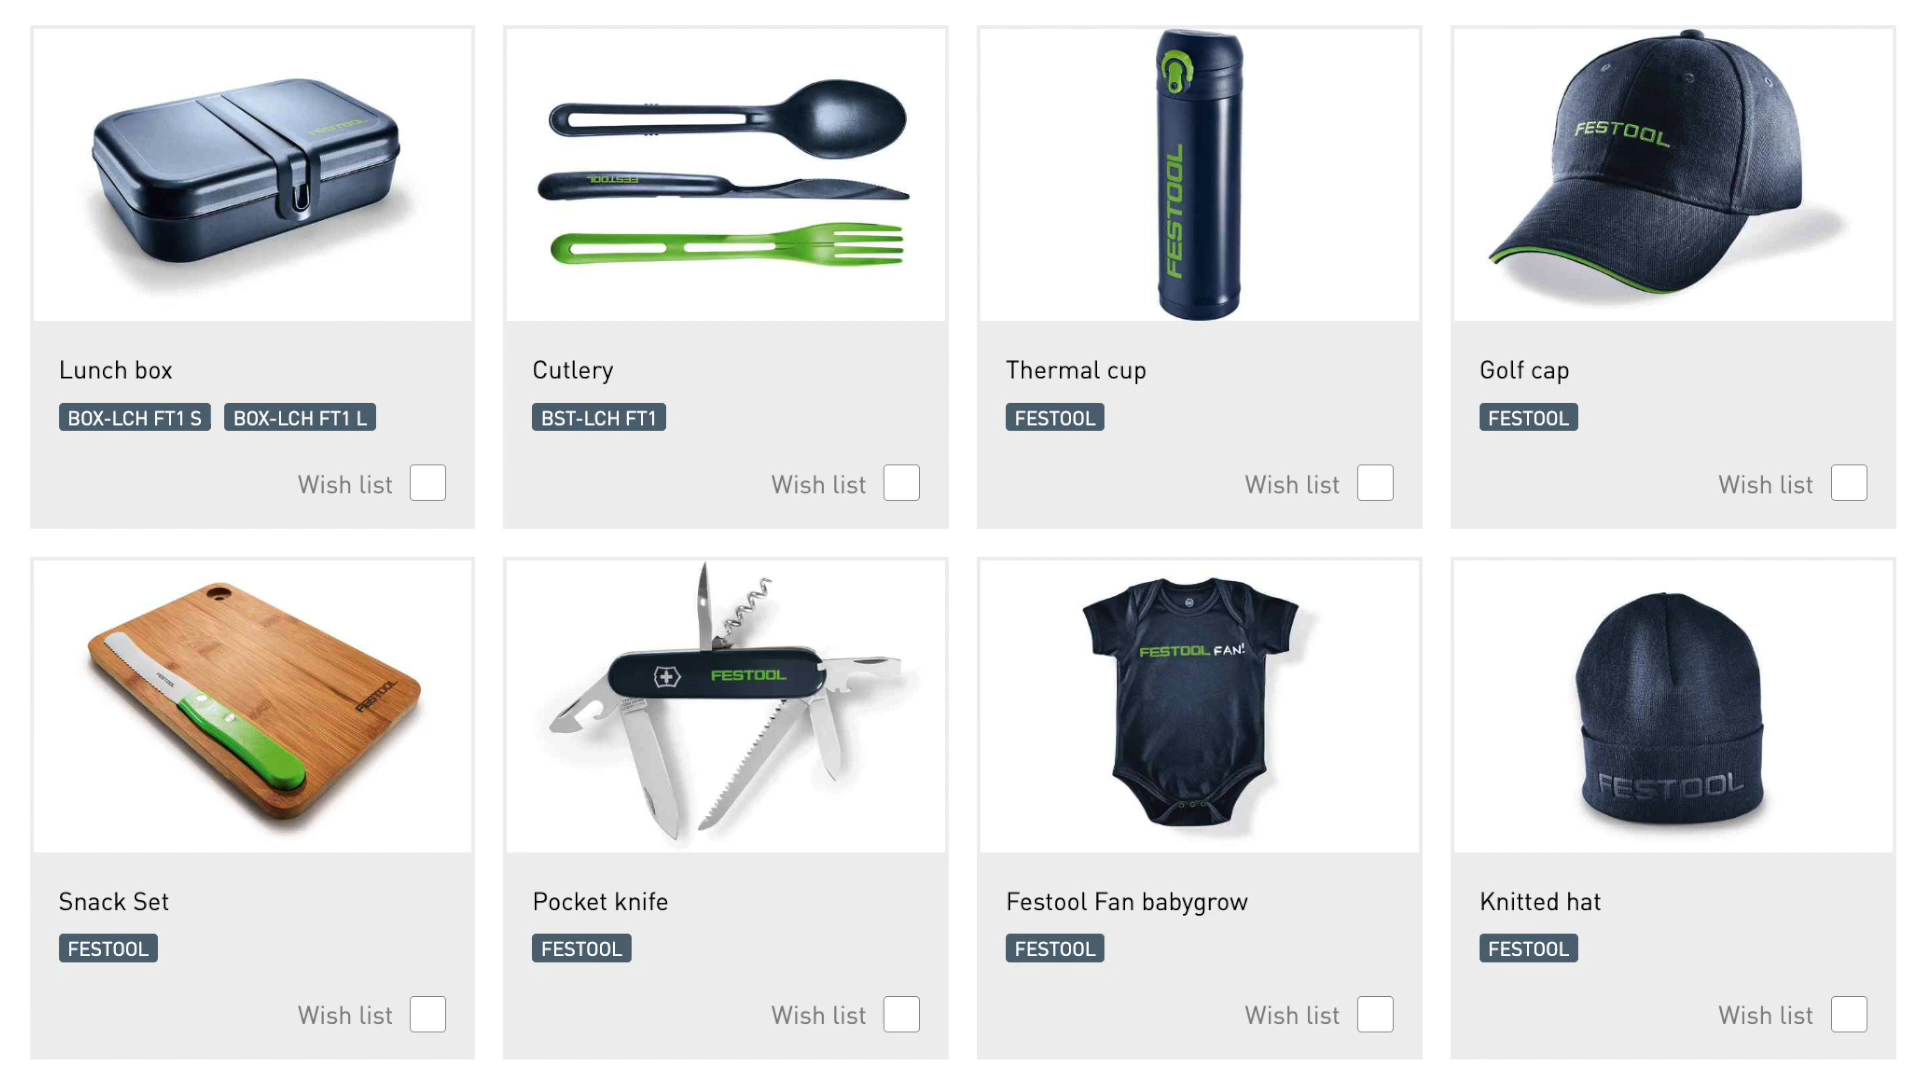 FESTOOL
FESTOOL
FESTOOL
FESTOOL
Lunch box
BOX-LCH FT1 S BOX-LCH FT1 L
Wish list
Cutlery
BST-LCH FT1
Wish list
Thermal cup
FESTOOL
Wish list
Golf cap
FESTOOL
Wish list
FESTOOL
FESTOOL
FESTOOL
FESTOOL FAN!
FESTOOL
Snack Set
FESTOOL
Wish list
Pocket knife
FESTOOL
Wish list
Festool Fan babygrow
FESTOOL
Wish list
Knitted hat
FESTOOL
Wish list